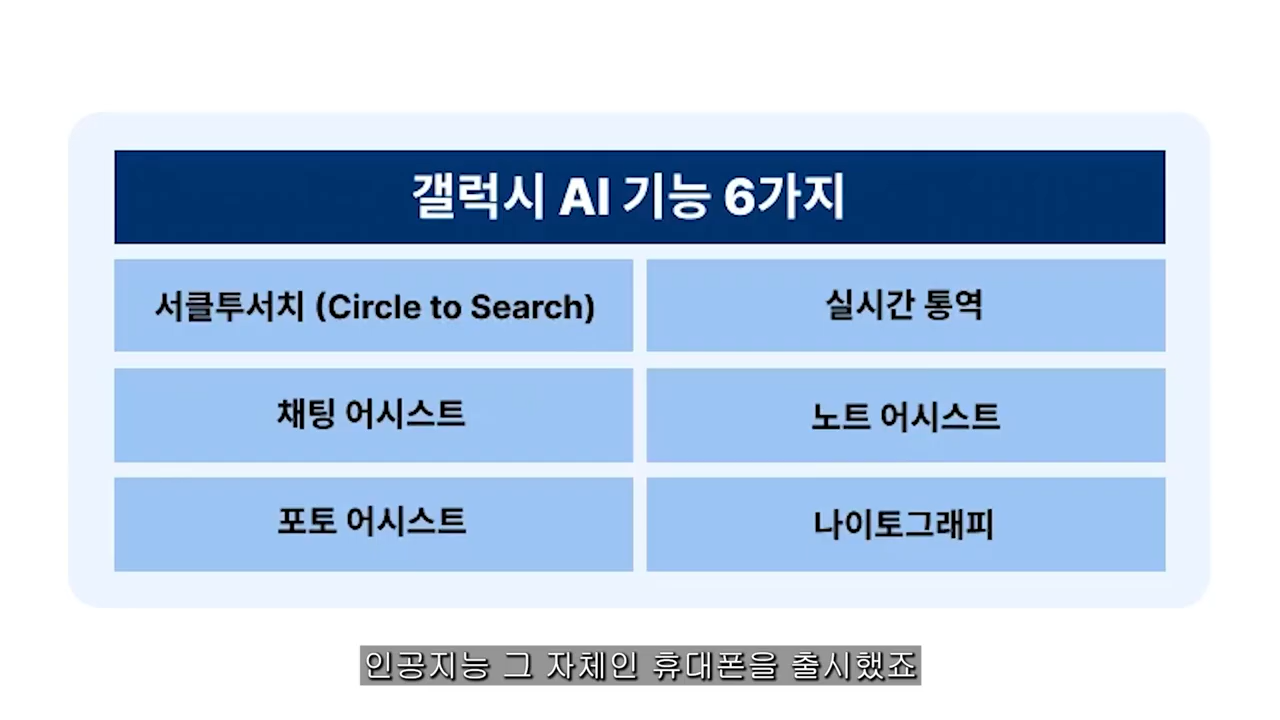 갤럭시 AI 기능 6가지
서클투서치 (Circle to Search)
실시간 통역
채팅 어시스트
노트 어시스트
포토 어시스트
나이토그래피
인공지능 그 자체인 휴대폰을 출시했죠